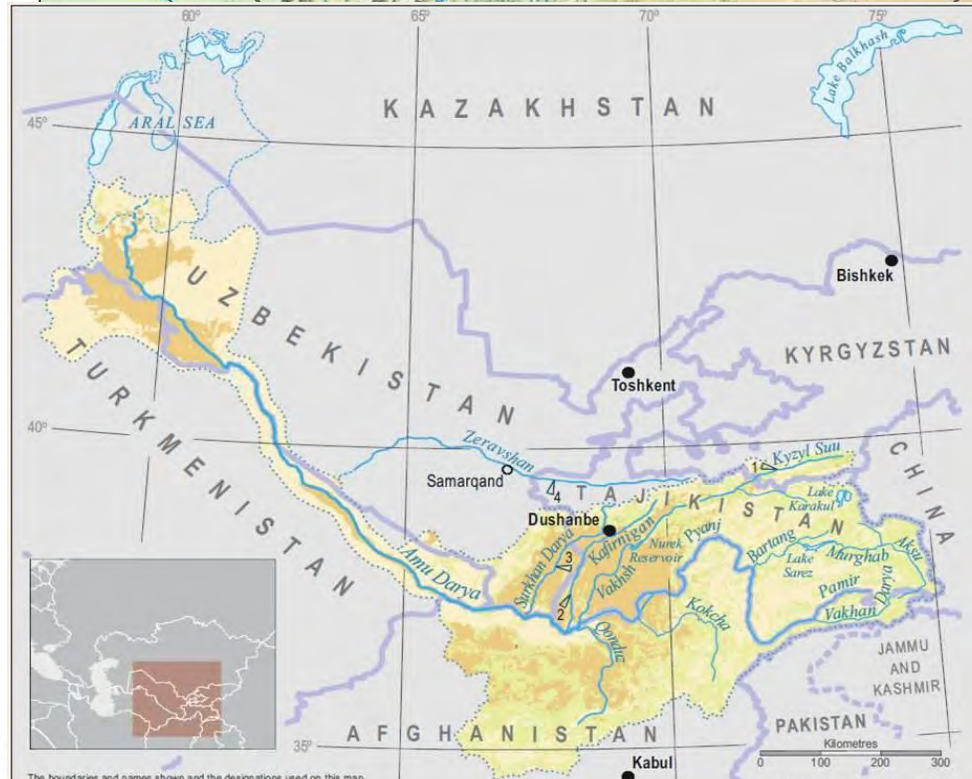 60°
65°
70°
75°
Lake Balkhash
KAZAKHSTAN
45°
ARAL SEA
Bishkek
UZBEKISTAN
KYRGYZSTAN
TURKMENISTAN
Toshkent
40°
CHINA
Zeravshan
Kyzyl Suu
1
Samarqand
4
TAJIKISTAN
Lake
Karakul
Dushanbe
Surkhan Darya
Kafirnigan
Pyanj
Nurek
Reservoir
Vakhsh
Bartang
Murghab
Aksu
Lake
Sarez
3
Amu Darya
2
Pamir
Darya
Vakhan
Kokcha
Qonduz
JAMMU
AND
KASHMIR
PAKISTAN
AFGHANISTAN
35°
Kilometres
0 100 200 300
Kabul
The boundaries and names shown and the designations used on this map